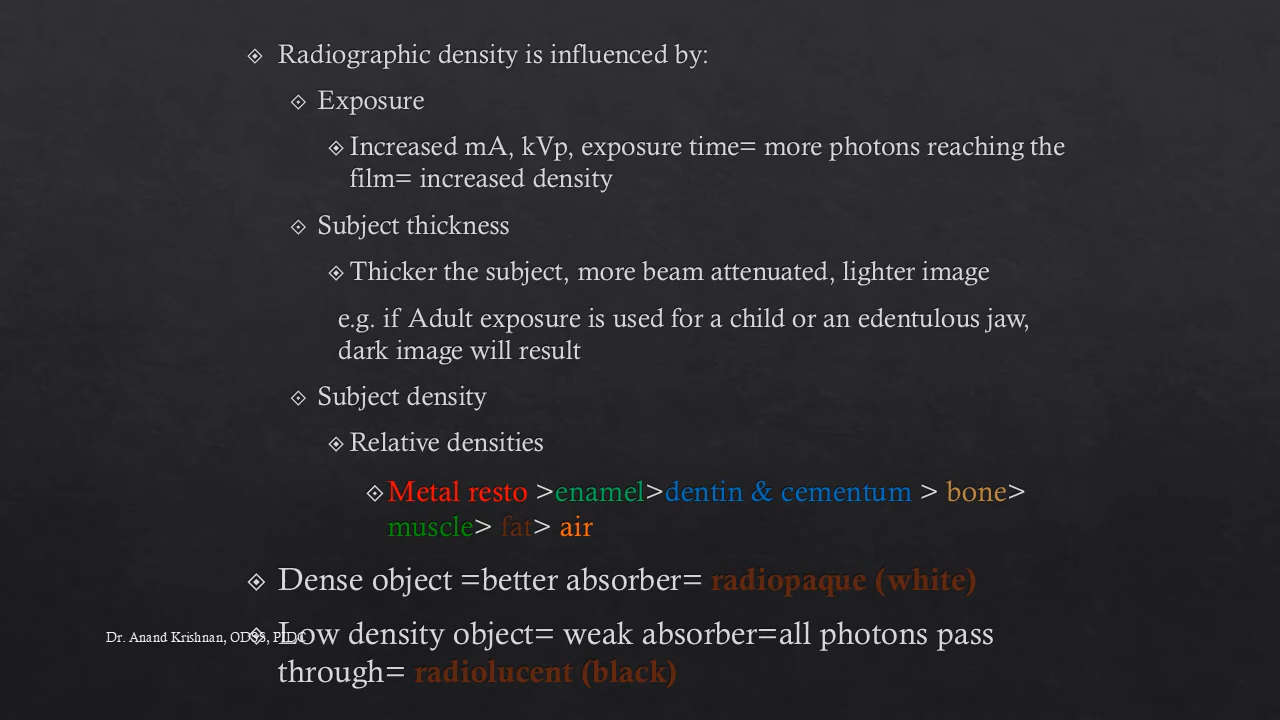 Radiographic density is influenced by:
Exposure
Increased mA, kVp, exposure time= more photons reaching the
film= increased density
Subject thickness
Thicker the subject, more beam attenuated, lighter image
e.g. if Adult exposure is used for a child or an edentulous jaw,
dark image will result
Subject density
Relative densities
Metal resto >enamel>dentin & cementum > bone>
muscle> fat> air
Dense object =better absorber= radiopaque (white)
Low density object= weak absorber=all photons pass
through= radiolucent (black)
Dr. Anand Krishnan,